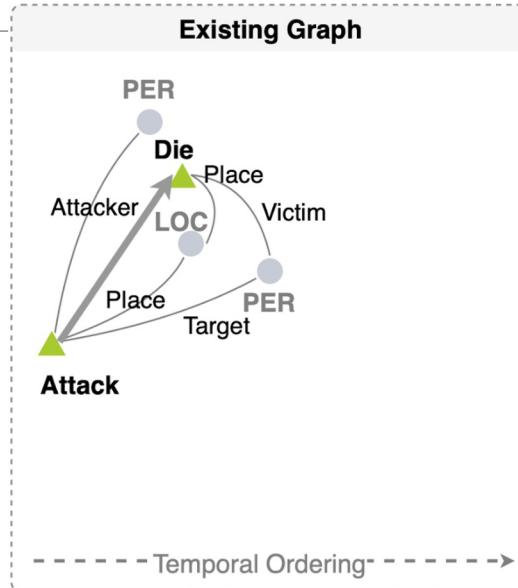 Existing Graph
PER
Die
Place
Attacker
LOC
Victim
Place
PER
Target
Attack
Temporal Ordering